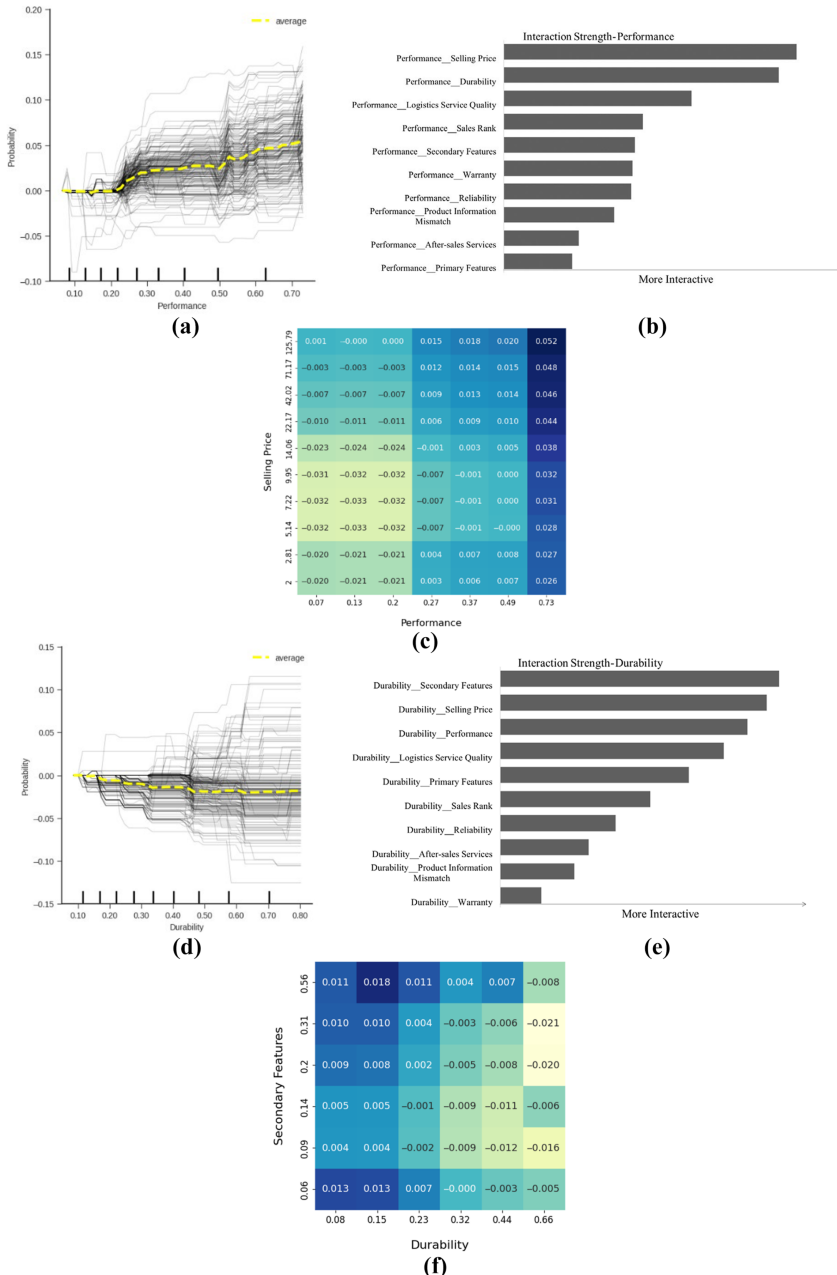 0.20
average
0.15
0.10
0.05
0.00
−0.05
−0.10
Probability
0.10 0.20 0.30 0.40 0.50 0.60 0.70
Performance
(a)
Interaction Strength-Performance
Performance__Selling Price
Performance__Durability
Performance__Logistics Service Quality
Performance__Sales Rank
Performance__Secondary Features
Performance__Warranty
Performance__Reliability
Performance__Product Information
Mismatch
Performance__After-sales Services
Performance__Primary Features
More Interactive
(b)
Selling Price
125.79 0.001 −0.000 0.000 0.015 0.018 0.020 0.052
71.17 −0.003 −0.003 −0.003 0.012 0.014 0.015 0.048
42.02 −0.007 −0.007 −0.007 0.009 0.013 0.014 0.046
22.17 −0.010 −0.011 −0.011 0.006 0.009 0.010 0.044
14.06 −0.023 −0.024 −0.024 −0.001 0.003 0.005 0.038
9.95 −0.031 −0.032 −0.032 −0.007 −0.001 0.000 0.032
7.22 −0.032 −0.033 −0.032 −0.007 −0.001 0.000 0.031
5.14 −0.032 −0.033 −0.032 −0.007 −0.001 −0.000 0.028
2.81 −0.020 −0.021 −0.021 0.004 0.007 0.008 0.027
2 −0.020 −0.021 −0.021 0.003 0.006 0.007 0.026
0.07 0.13 0.2 0.27 0.37 0.49 0.73
Performance
(c)
0.15
average
0.10
0.05
0.00
−0.05
−0.10
−0.15
Probability
0.10 0.20 0.30 0.40 0.50 0.60 0.70 0.80
Durability
(d)
Interaction Strength-Durability
Durability__Secondary Features
Durability__Selling Price
Durability__Performance
Durability__Logistics Service Quality
Durability__Primary Features
Durability__Sales Rank
Durability__Reliability
Durability__After-sales Services
Durability__Product Information
Mismatch
Durability__Warranty
More Interactive
(e)
Secondary Features
0.56 0.011 0.018 0.011 0.004 0.007 −0.008
0.31 0.010 0.010 0.004 −0.003 −0.006 −0.021
0.2 0.009 0.008 0.002 −0.005 −0.008 −0.020
0.14 0.005 0.005 −0.001 −0.009 −0.011 −0.006
0.09 0.004 0.004 −0.002 −0.009 −0.012 −0.016
0.06 0.013 0.013 0.007 −0.000 −0.003 −0.005
0.08 0.15 0.23 0.32 0.44 0.66
Durability
(f)